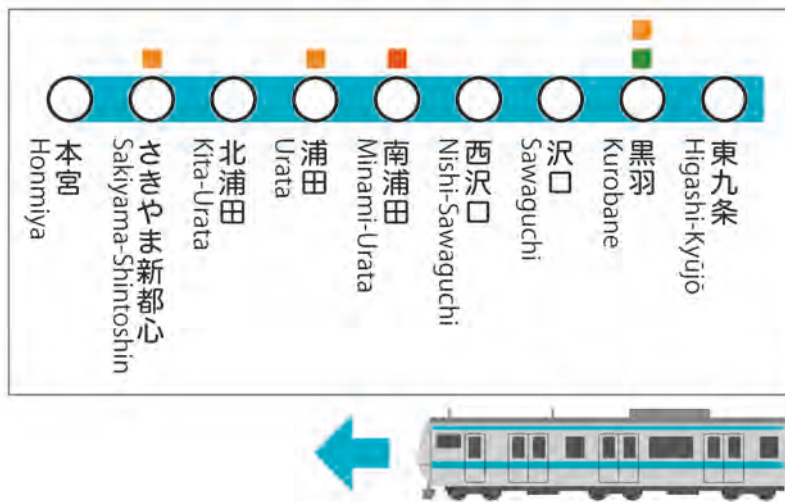 本宮
Honmiya
さきやま新都心
Sakiyama-Shintoshin
北浦田
Kita-Urata
浦田
Urata
南浦田
Minami-Urata
西沢口
Nishi-Sawaguchi
沢口
Sawaguchi
黒羽
Kurobane
東九条
Higashi-Kyūjō